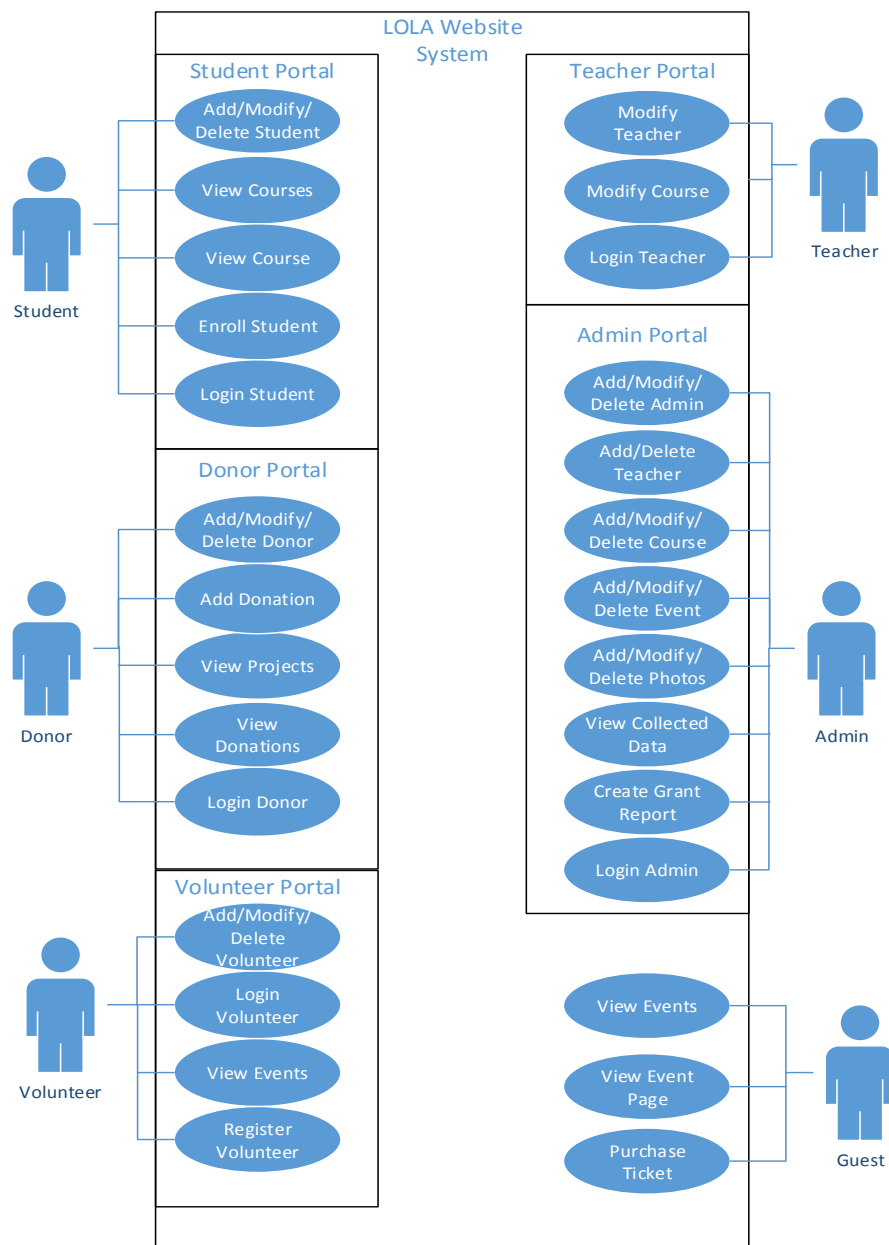 LOLA Website
System
Student Portal
Add/Modify/
Delete Student
View Courses
View Course
Enroll Student
Login Student
Student
Donor Portal
Add/Modify/
Delete Donor
Add Donation
View Projects
View
Donations
Login Donor
Donor
Volunteer Portal
Add/Modify/
Delete
Volunteer
Login
Volunteer
View Events
Register
Volunteer
Volunteer
Teacher Portal
Modify
Teacher
Modify Course
Login Teacher
Teacher
Admin Portal
Add/Modify/
Delete Admin
Add/Delete
Teacher
Add/Modify/
Delete Course
Add/Modify/
Delete Event
Add/Modify/
Delete Photos
View Collected
Data
Create Grant
Report
Login Admin
Admin
View Events
View Event
Page
Purchase
Ticket
Guest